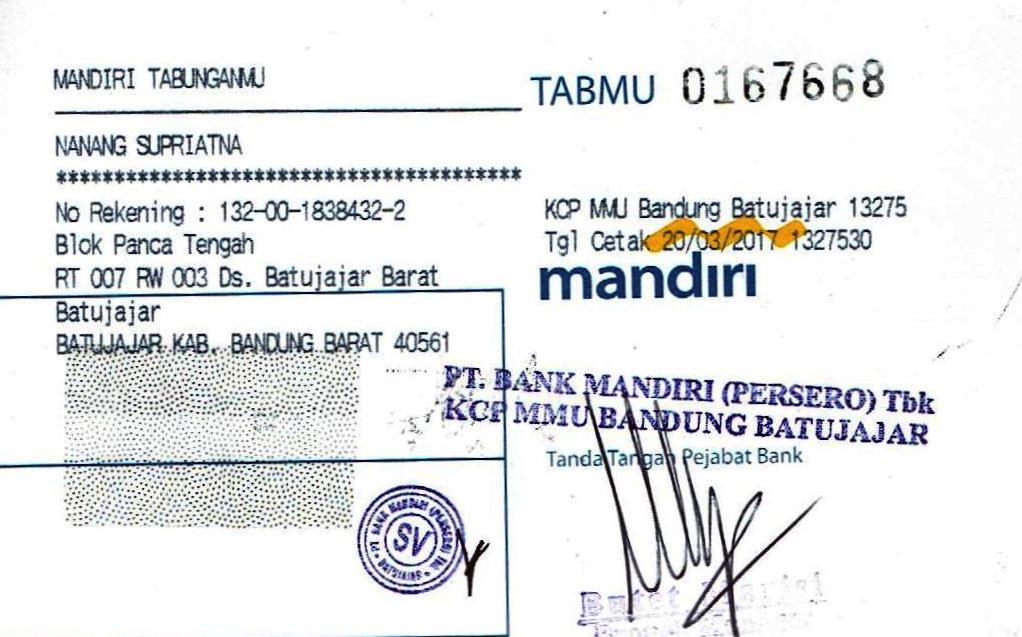 MANDIRI TABUNGANMU
TABMU 0167668
NANANG SUPRIATNA
*****************************************
No Rekening : 132-00-1838432-2
Blok Panca Tengah
RT 007 RW 003 Ds. Batujajar Barat
Batujajar
BATUJAJAR KAB. BANDUNG BARAT 40561
KCP MMU Bandung Batujajar 13275
Tgl Cetak 20/03/2017 1327530
mandiri
PT. BANK MANDIRI (PERSERO) Tbk
KCP MMU BANDUNG BATUJAJAR
Tanda Tangan Pejabat Bank
PT BANK MANDIRI (PERSERO) Tbk
SV
BATUJAJAR